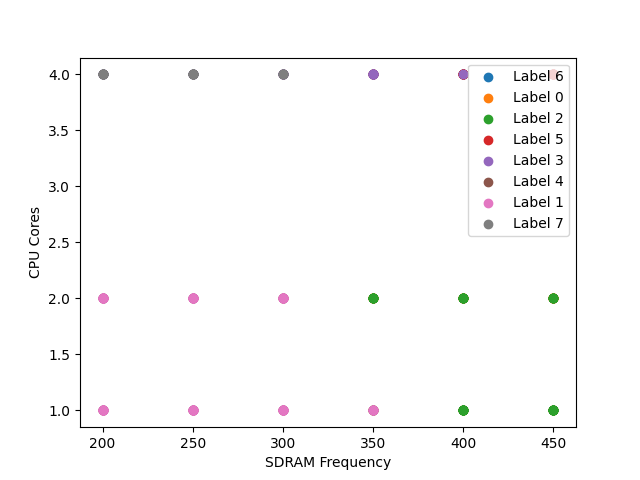 4.0
3.5
3.0
2.5
2.0
1.5
1.0
CPU Cores
Label 6
Label 0
Label 2
Label 5
Label 3
Label 4
Label 1
Label 7
200 250 300 350 400 450
SDRAM Frequency